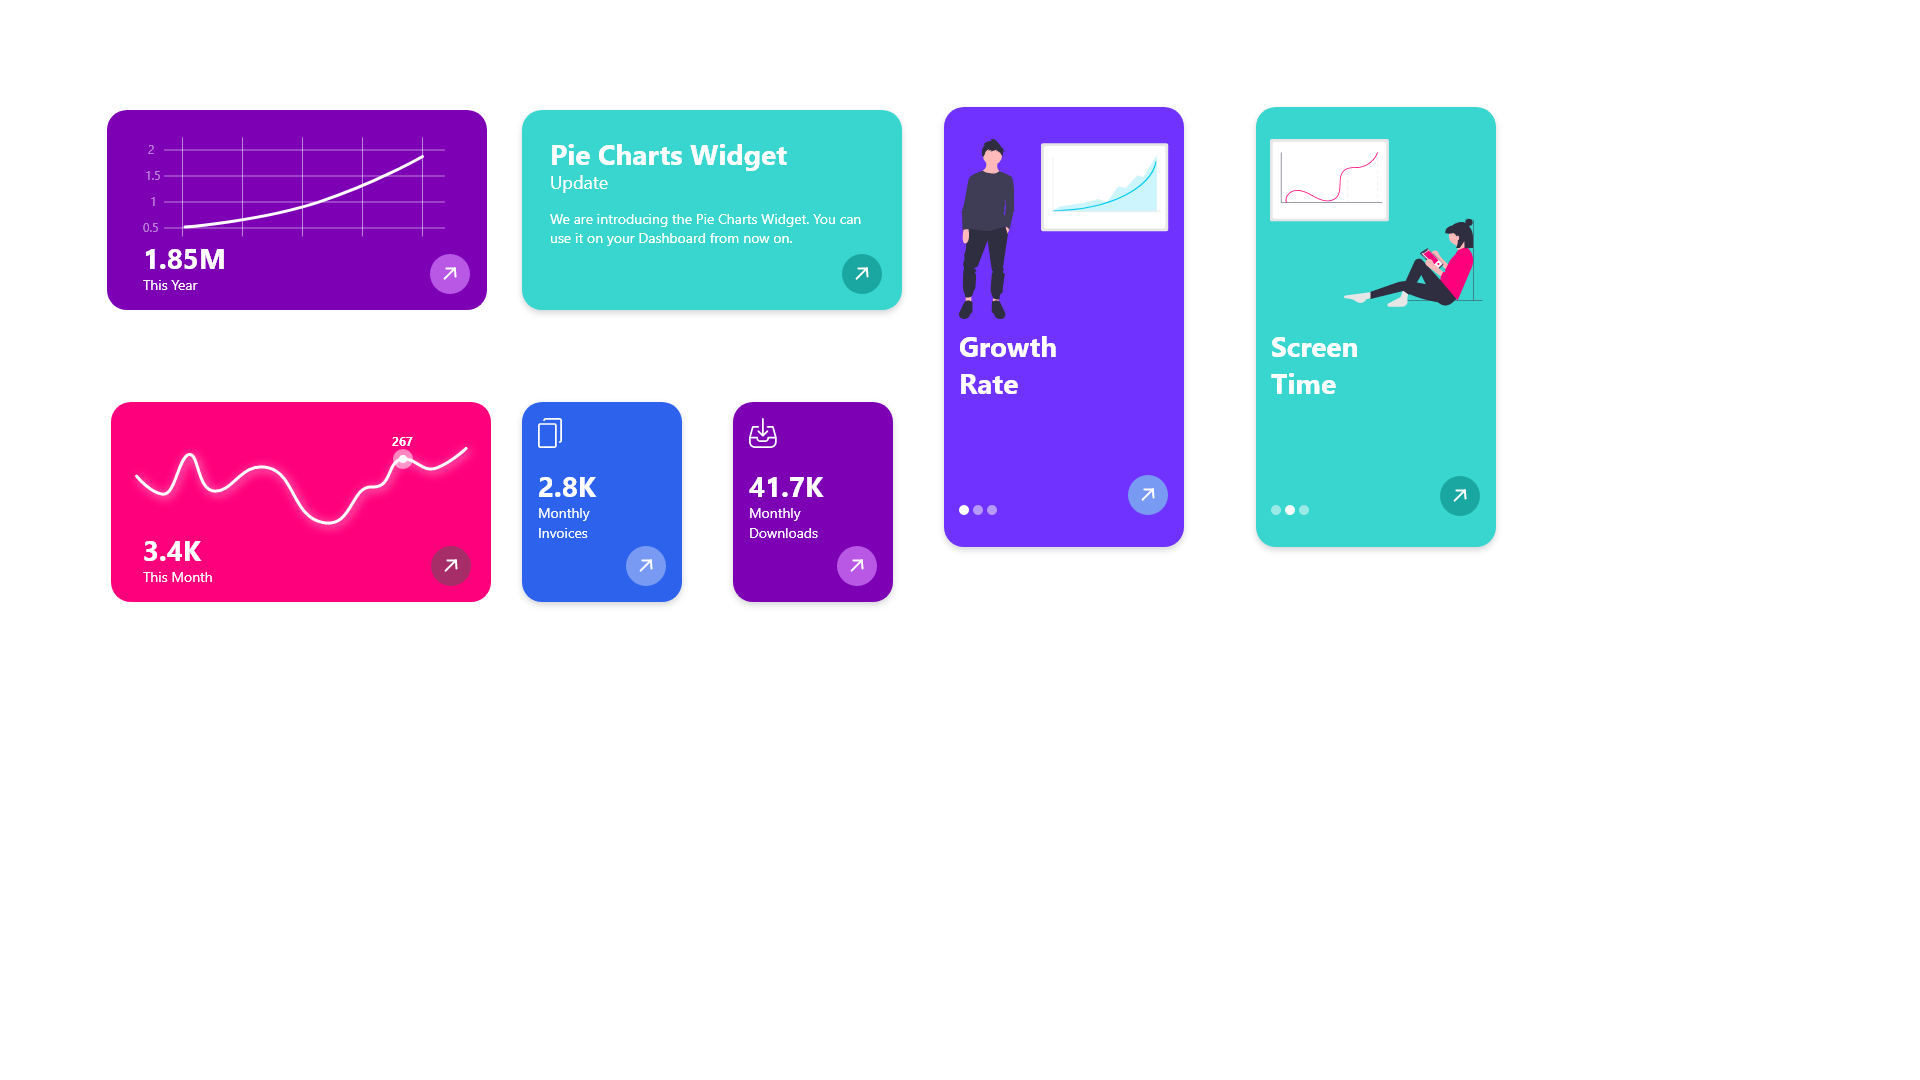 2
1.5
1
0.5
1.85M
This Year
Pie Charts Widget
Update
We are introducing the Pie Charts Widget. You can
use it on your Dashboard from now on.
Growth
Rate
Screen
Time
267
3.4K
This Month
2.8K
Monthly
Invoices
41.7K
Monthly
Downloads